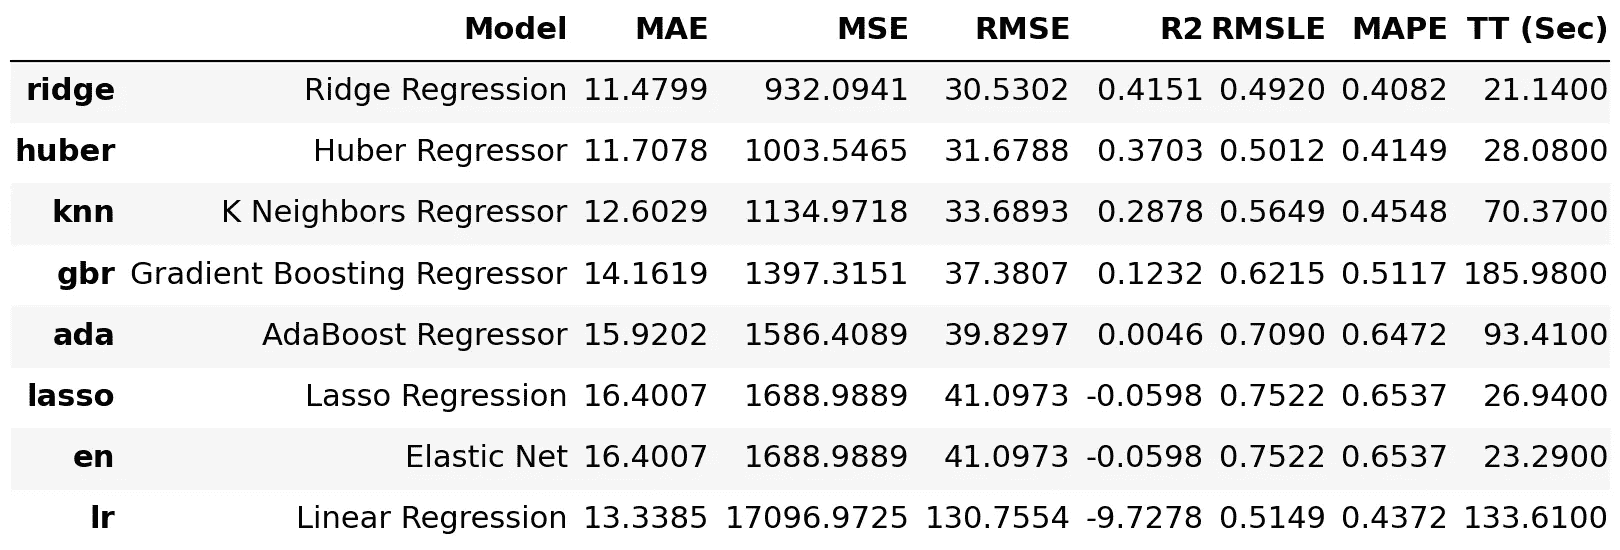 Model MAE MSE RMSE R2 RMSLE MAPE TT (Sec)
ridge Ridge Regression 11.4799 932.0941 30.5302 0.4151 0.4920 0.4082 21.1400
huber Huber Regressor 11.7078 1003.5465 31.6788 0.3703 0.5012 0.4149 28.0800
knn K Neighbors Regressor 12.6029 1134.9718 33.6893 0.2878 0.5649 0.4548 70.3700
gbr Gradient Boosting Regressor 14.1619 1397.3151 37.3807 0.1232 0.6215 0.5117 185.9800
ada AdaBoost Regressor 15.9202 1586.4089 39.8297 0.0046 0.7090 0.6472 93.4100
lasso Lasso Regression 16.4007 1688.9889 41.0973 -0.0598 0.7522 0.6537 26.9400
en Elastic Net 16.4007 1688.9889 41.0973 -0.0598 0.7522 0.6537 23.2900
lr Linear Regression 13.3385 17096.9725 130.7554 -9.7278 0.5149 0.4372 133.6100